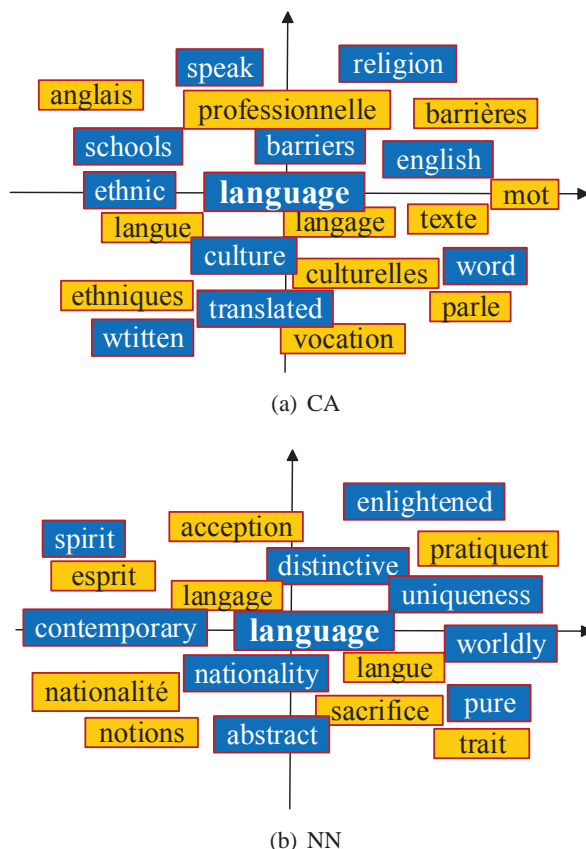 speak
religion
anglais
professionnelle
barrières
schools
barriers
english
ethnic
language
mot
langue
langage
texte
culture
culturelles
word
ethniques
translated
parle
wtitten
vocation
(a) CA
enlightened
acception
spirit
pratiquent
distinctive
esprit
langage
uniqueness
contemporary
language
worldly
nationality
langue
nationalité
sacrifice
pure
notions
abstract
trait
(b) NN